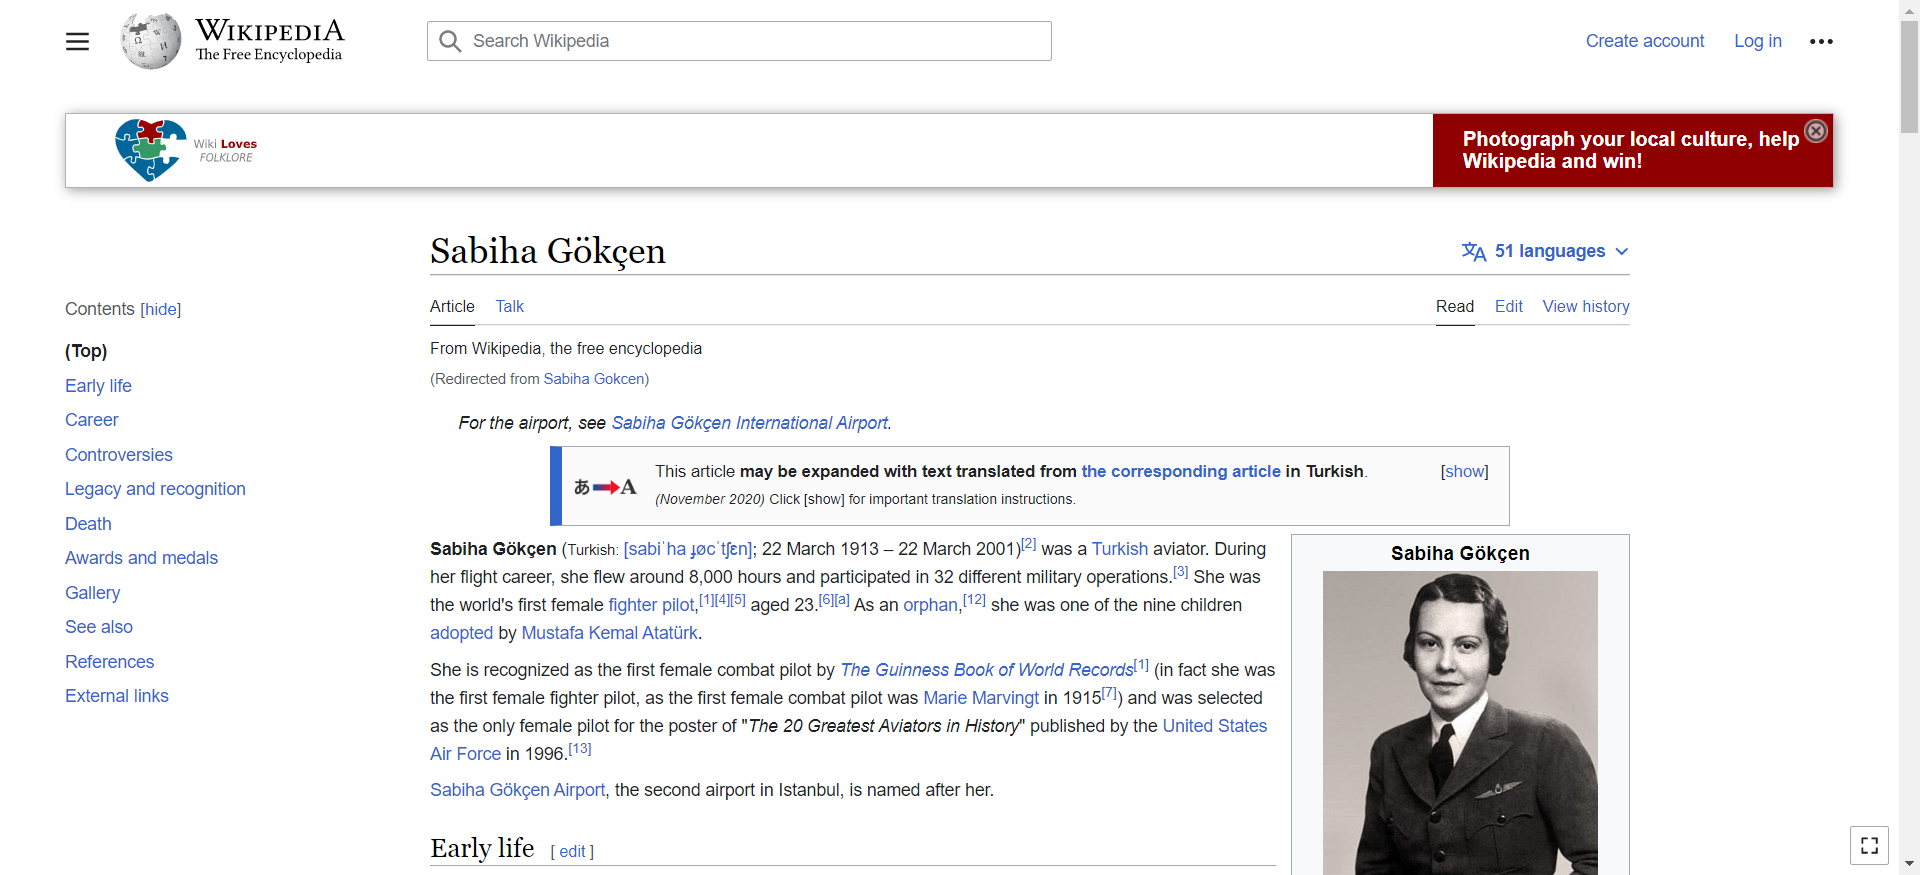 WIKIPEDIA
The Free Encyclopedia
Search Wikipedia
Create account
Log in
Wiki Loves
FOLKLORE
Photograph your local culture, help
Wikipedia and win!
Sabiha Gökçen
51 languages
Contents [hide]
(Top)
Early life
Career
Controversies
Legacy and recognition
Death
Awards and medals
Gallery
See also
References
External links
Article
Talk
Read
Edit
View history
From Wikipedia, the free encyclopedia
(Redirected from Sabiha Gokcen)
For the airport, see Sabiha Gökçen International Airport.
あ A
This article may be expanded with text translated from the corresponding article in Turkish.
[show]
(November 2020) Click [show] for important translation instructions.
Sabiha Gökçen (Turkish: [sabiˈha ɟøcˈtʃɛn]; 22 March 1913 – 22 March 2001)[2] was a Turkish aviator. During
her flight career, she flew around 8,000 hours and participated in 32 different military operations.[3] She was
the world's first female fighter pilot,[1][4][5] aged 23.[6][a] As an orphan,[12] she was one of the nine children
adopted by Mustafa Kemal Atatürk.
She is recognized as the first female combat pilot by The Guinness Book of World Records[1] (in fact she was
the first female fighter pilot, as the first female combat pilot was Marie Marvingt in 1915[7]) and was selected
as the only female pilot for the poster of "The 20 Greatest Aviators in History" published by the United States
Air Force in 1996.[13]
Sabiha Gökçen Airport, the second airport in Istanbul, is named after her.
Early life [ edit ]
Sabiha Gökçen